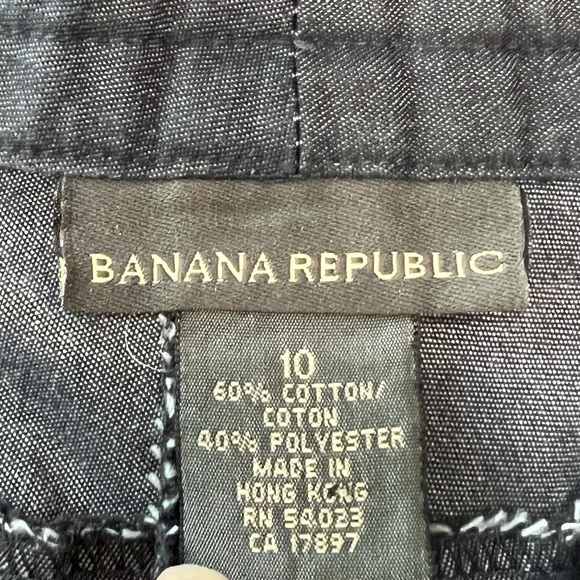 BANANA REPUBLIC
10
60% COTTON/
COTON
40% POLYESTER
MADE IN
HONG KONG
RN 54023
CA 17897